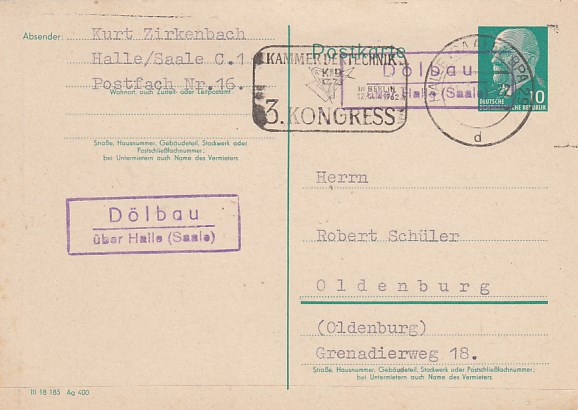 Absender:
Kurt Zirkenbach
Halle/Saale C.1
Postfach Nr.16.
Wohnort, auch Zustell- oder Leitpostamt
Straße, Hausnummer, Gebäudeteil, Stockwerk oder
Postschließfachnummer;
bei Untermietern auch Name des Vermieters
Dölbau
über Halle (Saale)
III 18 185 Ag 400
Postkarte
KAMMER DER TECHNIK
in BERLIN
3. KONGRESS
Dölbau
Halle (Saale)
d
DEUTSCHE
DEMOKRATISCHE REPUBLIK
10
Herrn
Robert Schüler
Oldenburg
(Oldenburg)
Grenadierweg 18.
Straße, Hausnummer, Gebäudeteil, Stockwerk oder Postschließfachnummer;
bei Untermietern auch Name des Vermieters